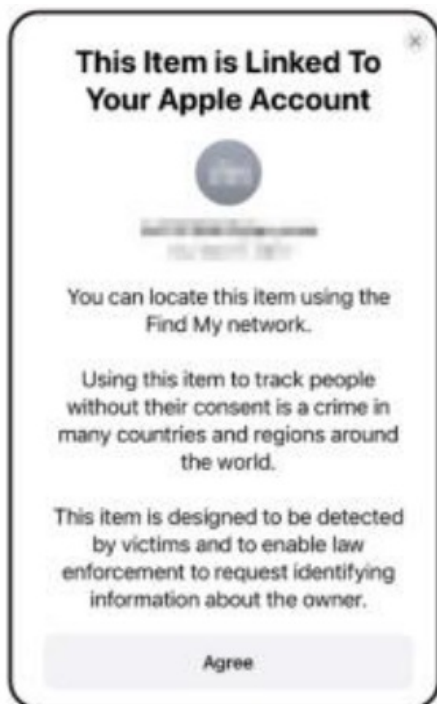 This Item is Linked To
Your Apple Account
You can locate this item using the
Find My network.
Using this item to track people
without their consent is a crime in
many countries and regions around
the world.
This item is designed to be detected
by victims and to enable law
enforcement to request identifying
information about the owner.
Agree